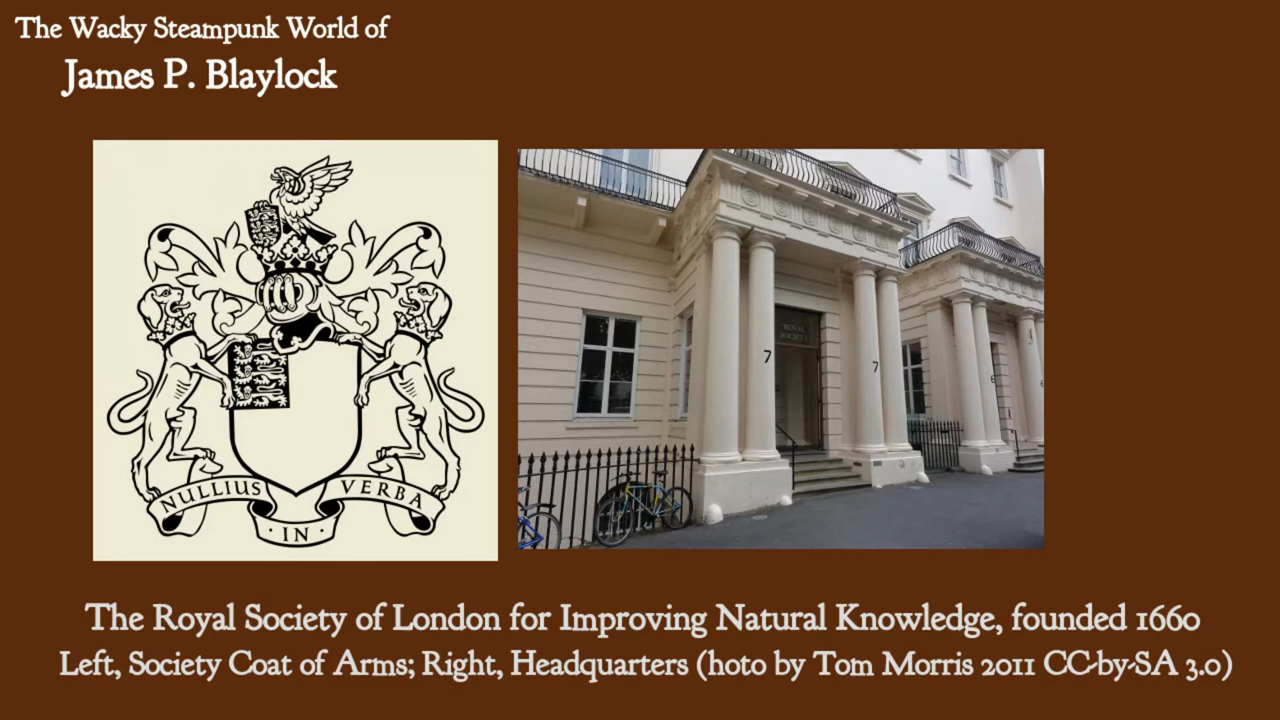 The Wacky Steampunk World of
James P. Blaylock
NULLIUS
IN
VERBA
ROYAL
SOCIETY
7
7
6
The Royal Society of London for Improving Natural Knowledge, founded 1660
Left, Society Coat of Arms; Right, Headquarters (hoto by Tom Morris 2011 CC-by-SA 3.0)